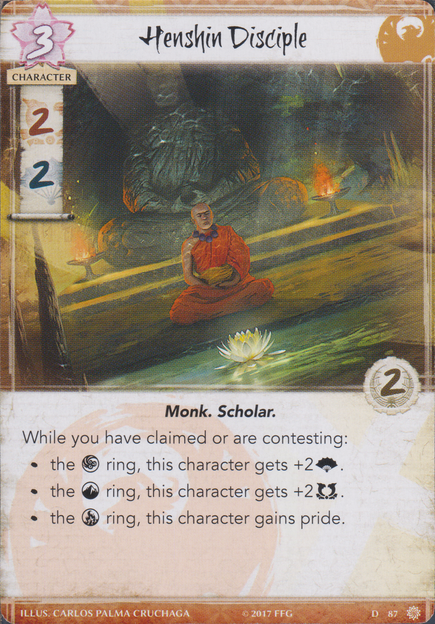 3
Henshin Disciple
CHARACTER
2
2
2
Monk. Scholar.
While you have claimed or are contesting:
• the ring, this character gets +2 .
• the ring, this character gets +2 .
• the ring, this character gains pride.
ILLUS. CARLOS PALMA CRUCHAGA © 2017 FFG D 87